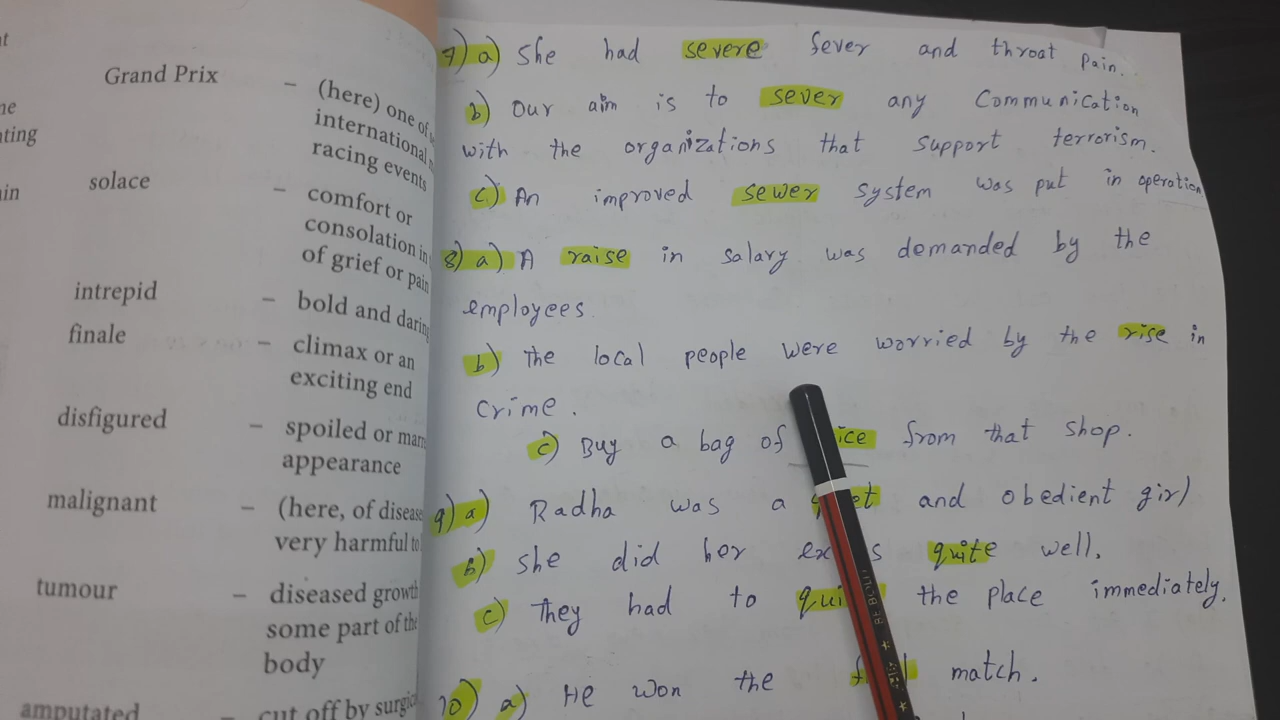 Grand Prix – (here) one of
international
racing events
solace – comfort or
consolation in
of grief or pain
intrepid – bold and daring
finale – climax or an
exciting end
disfigured – spoiled or
appearance
malignant – (here, of disease
very harmful to
tumour – diseased growth
some part of the
body
amputated – cut off by
7) a) She had severe fever and throat pain.
b) Our aim is to sever any Communication
with the organizations that support terrorism.
c) An improved sewer system was put in operation
8) a) A raise in salary was demanded by the
employees.
b) The local people were worried by the rise in
crime.
c) Buy a bag of from that shop.
9) a) Radha was a and obedient girl
b) She did her quite well.
c) They had to the place immediately.
10) a) He won the match.
BEBOLD!